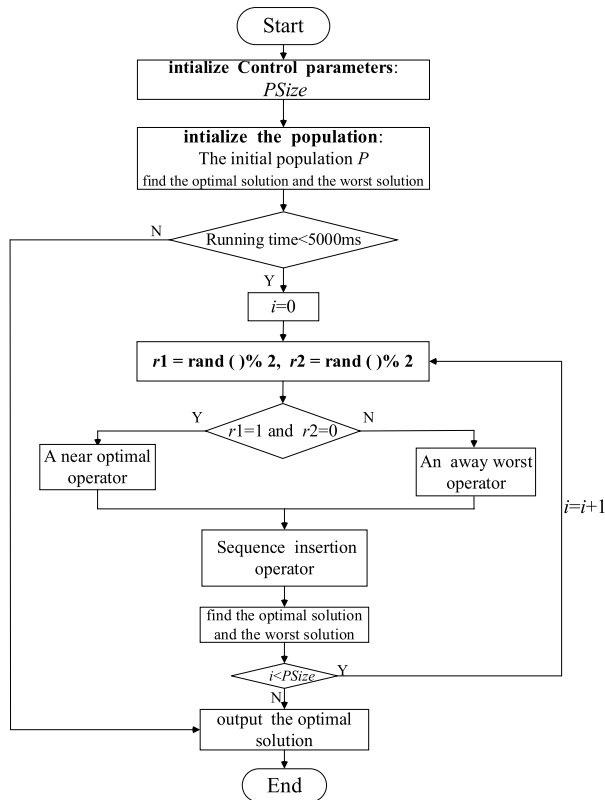 Start
intialize Control parameters:
PSize
intialize the population:
The initial population P
find the optimal solution and the worst solution
N
Running time<5000ms
Y
i=0
r1 = rand ( )% 2, r2 = rand ( )% 2
Y
r1=1 and r2=0
N
A near optimal
operator
An away worst
operator
i=i+1
Sequence insertion
operator
find the optimal solution
and the worst solution
i<PSize
Y
N
output the optimal
solution
End